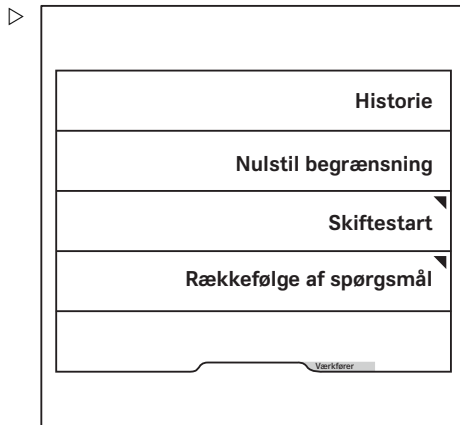 Historie
Nulstil begrænsning
Skiftestart
Rækkefølge af spørgsmål
Værkfører